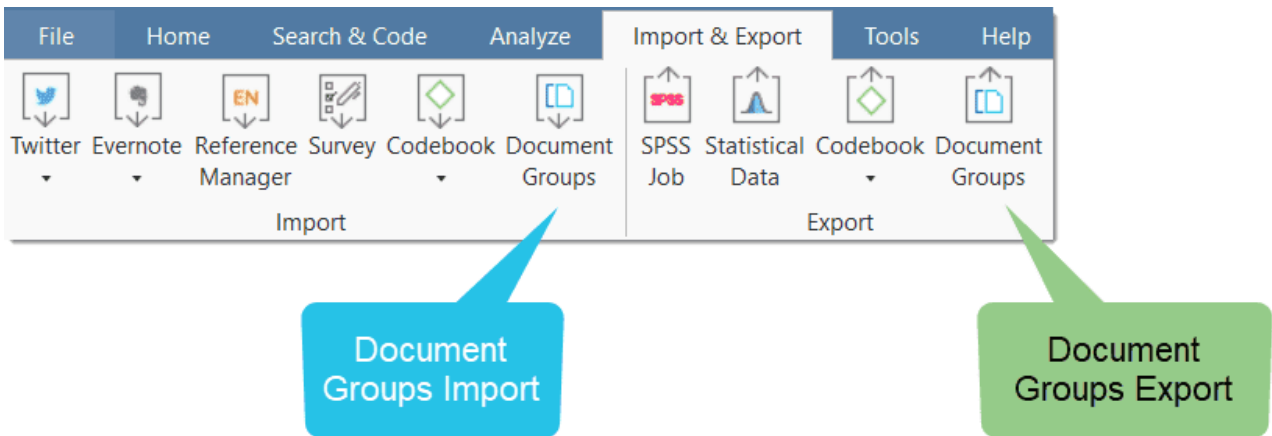 File Home Search & Code Analyze Import & Export Tools Help
EN SPSS
Twitter Evernote Reference Survey Codebook Document SPSS Statistical Codebook Document
Manager Groups Job Data Groups
Import Export
Document
Groups Import
Document
Groups Export